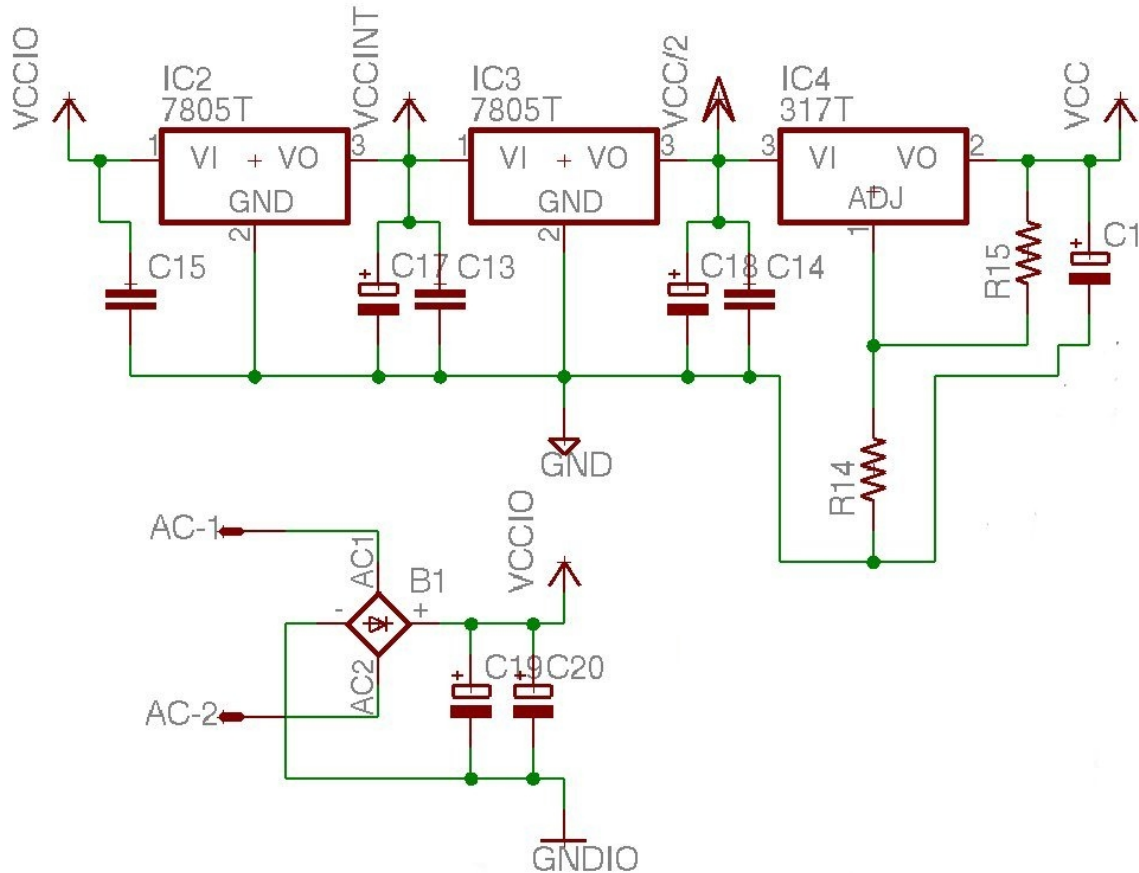 VCCIO
IC2
7805T
1
VI
VO
3
GND
2
VCCINT
IC3
7805T
1
VI
VO
3
GND
2
VCC/2
IC4
317T
3
VI
VO
2
ADJ
1
VCC
C15
+
C17
C13
+
C18
C14
R15
+
C1
GND
R14
AC-1
AC1
B1
-
+
VCCIO
AC2
AC-2
+
C19
+
C20
GNDIO